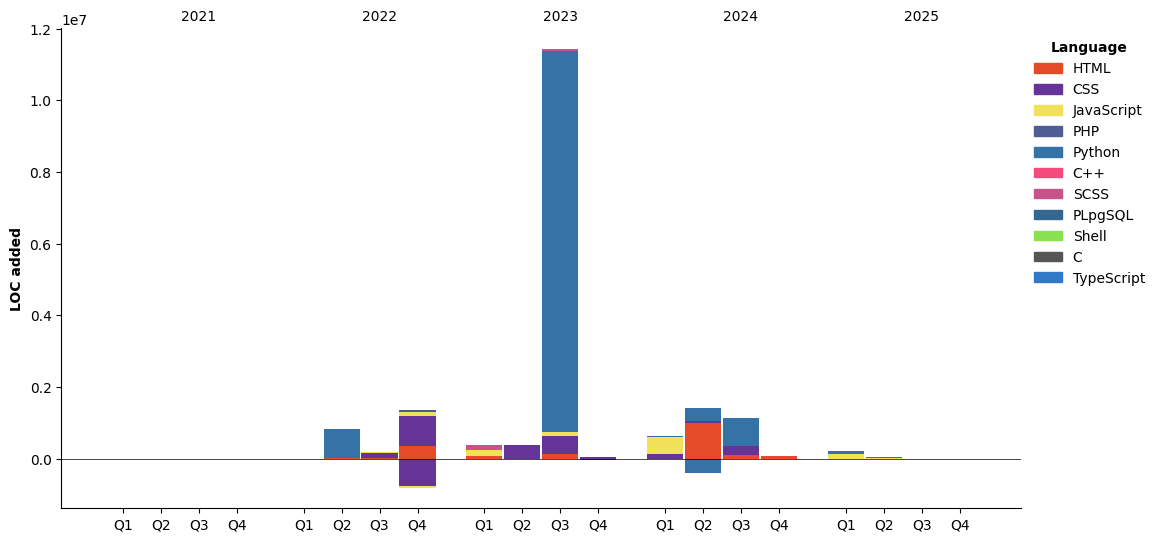 1e7
2021 2022 2023 2024 2025
1.2
1.0
0.8
0.6
0.4
0.2
0.0
LOC added
Q1 Q2 Q3 Q4 Q1 Q2 Q3 Q4 Q1 Q2 Q3 Q4 Q1 Q2 Q3 Q4 Q1 Q2 Q3 Q4
Language
HTML
CSS
JavaScript
PHP
Python
C++
SCSS
PLpgSQL
Shell
C
TypeScript